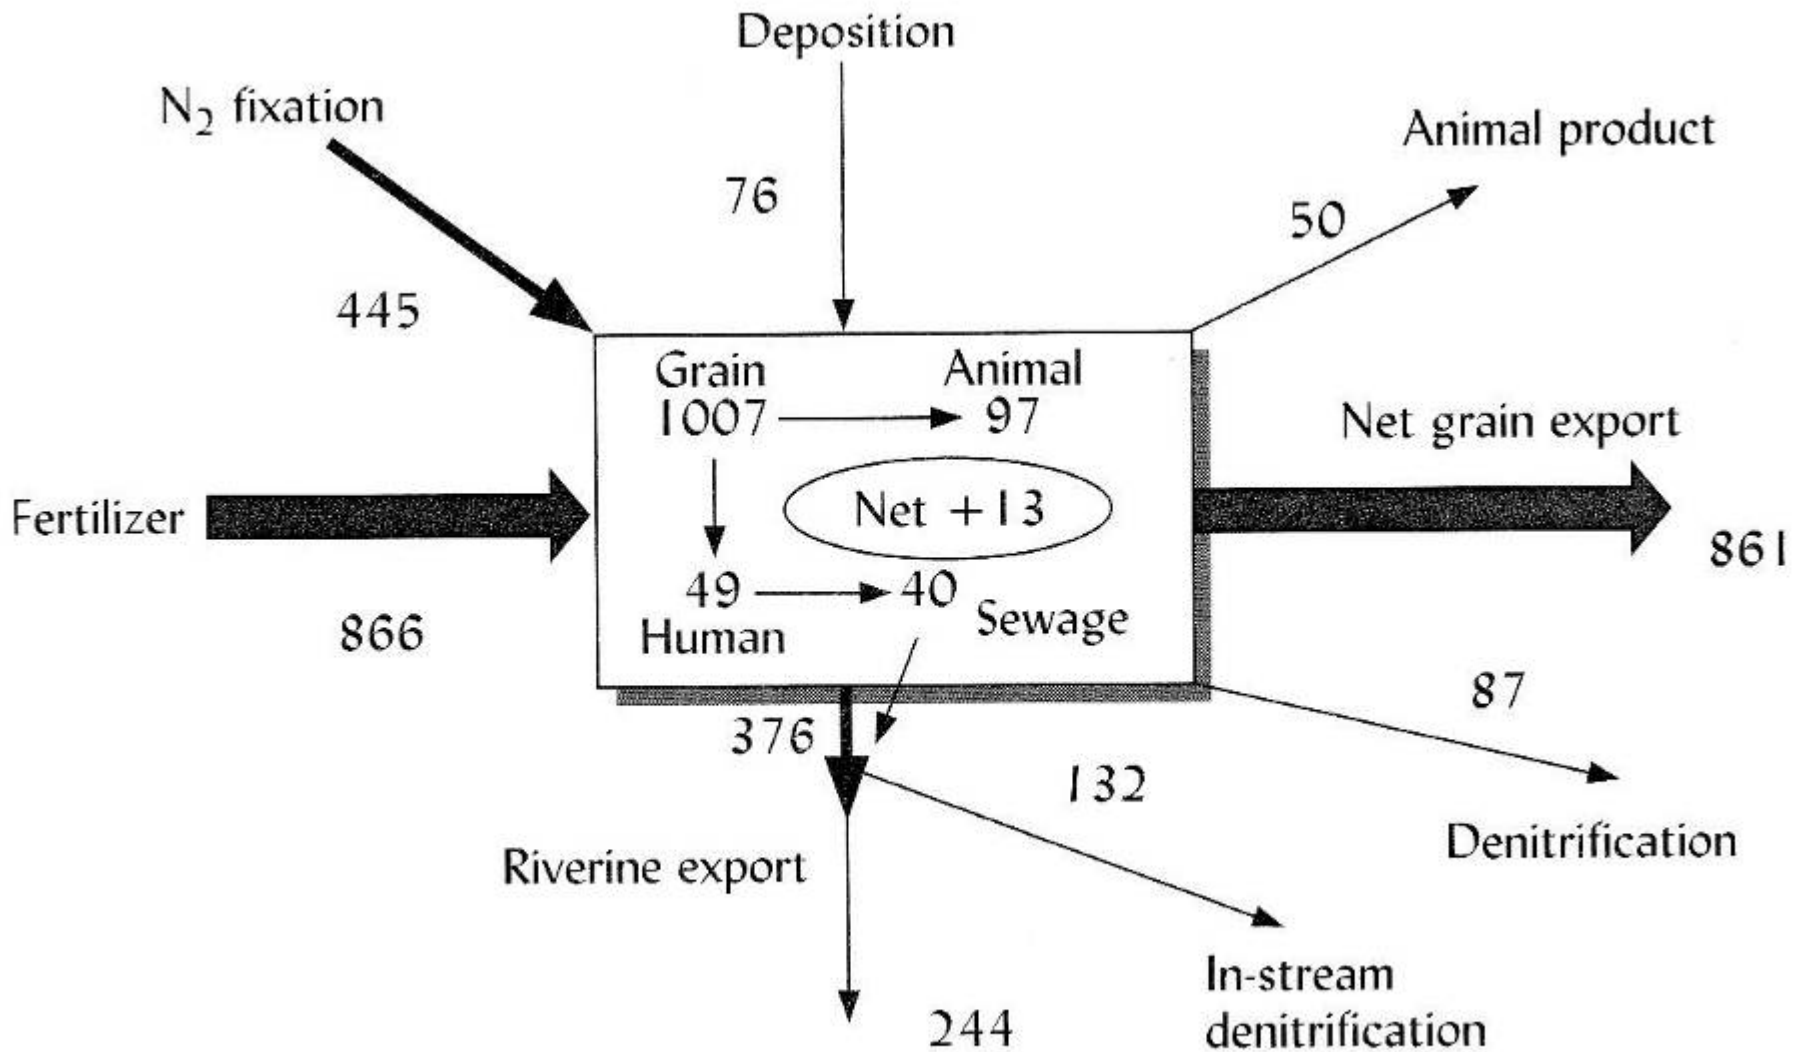 Deposition
N₂ fixation
Animal product
76
50
445
Grain Animal
1007 97
Net grain export
Net +13
Fertilizer
861
49 40
Sewage
Human
866
87
376
132
Denitrification
Riverine export
In-stream
denitrification
244